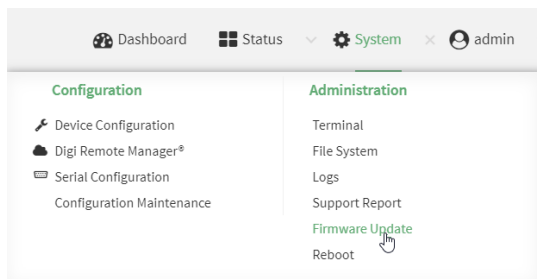 Dashboard Status System admin
Configuration
Device Configuration
Digi Remote Manager®
Serial Configuration
Configuration Maintenance
Administration
Terminal
File System
Logs
Support Report
Firmware Update
Reboot